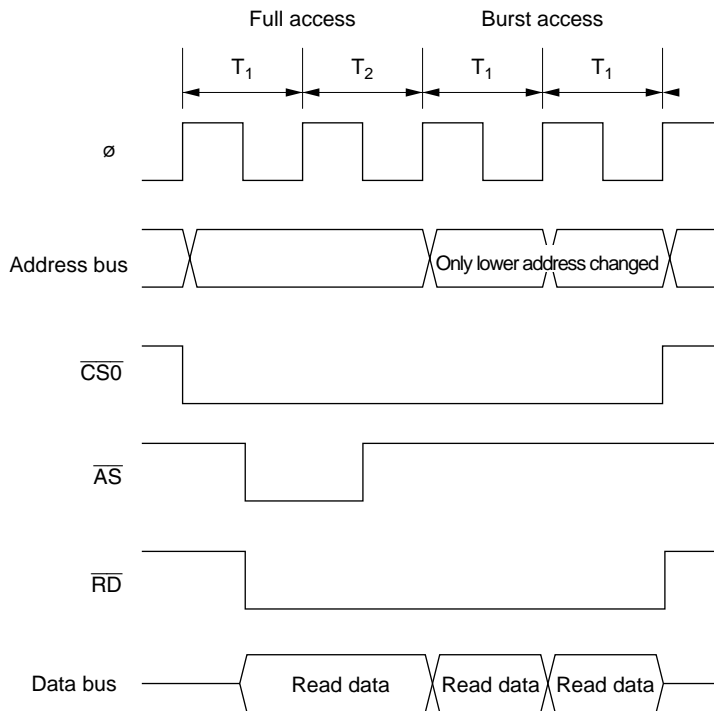 Full access Burst access
T1 T2 T1 T1
ø
Address bus Only lower address changed
CS0
AS
RD
Data bus Read data Read data Read data